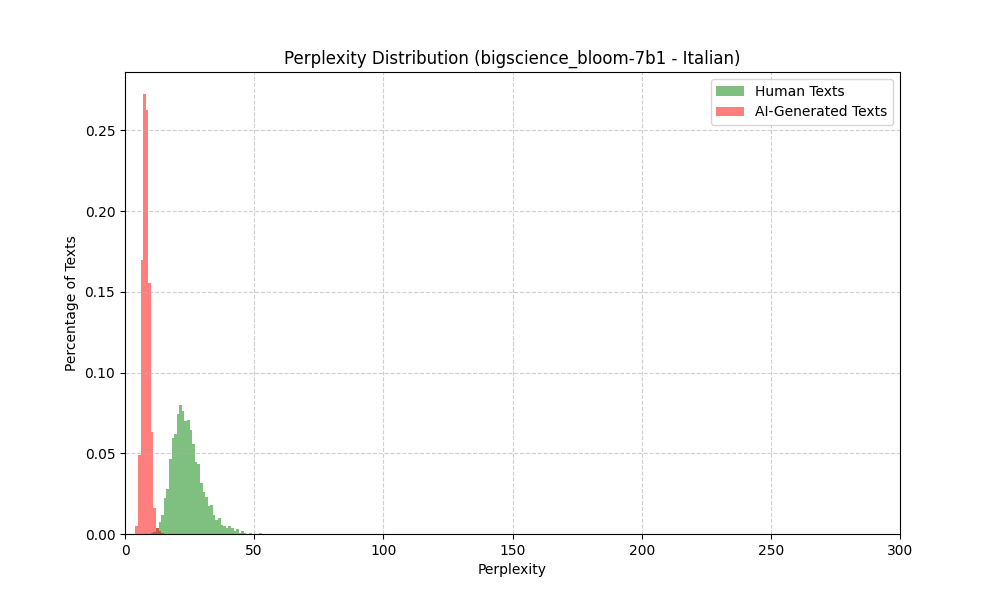 Perplexity Distribution (bigscience_bloom-7b1 - Italian)
Human Texts
AI-Generated Texts
Percentage of Texts
0.25
0.20
0.15
0.10
0.05
0.00
0 50 100 150 200 250 300
Perplexity